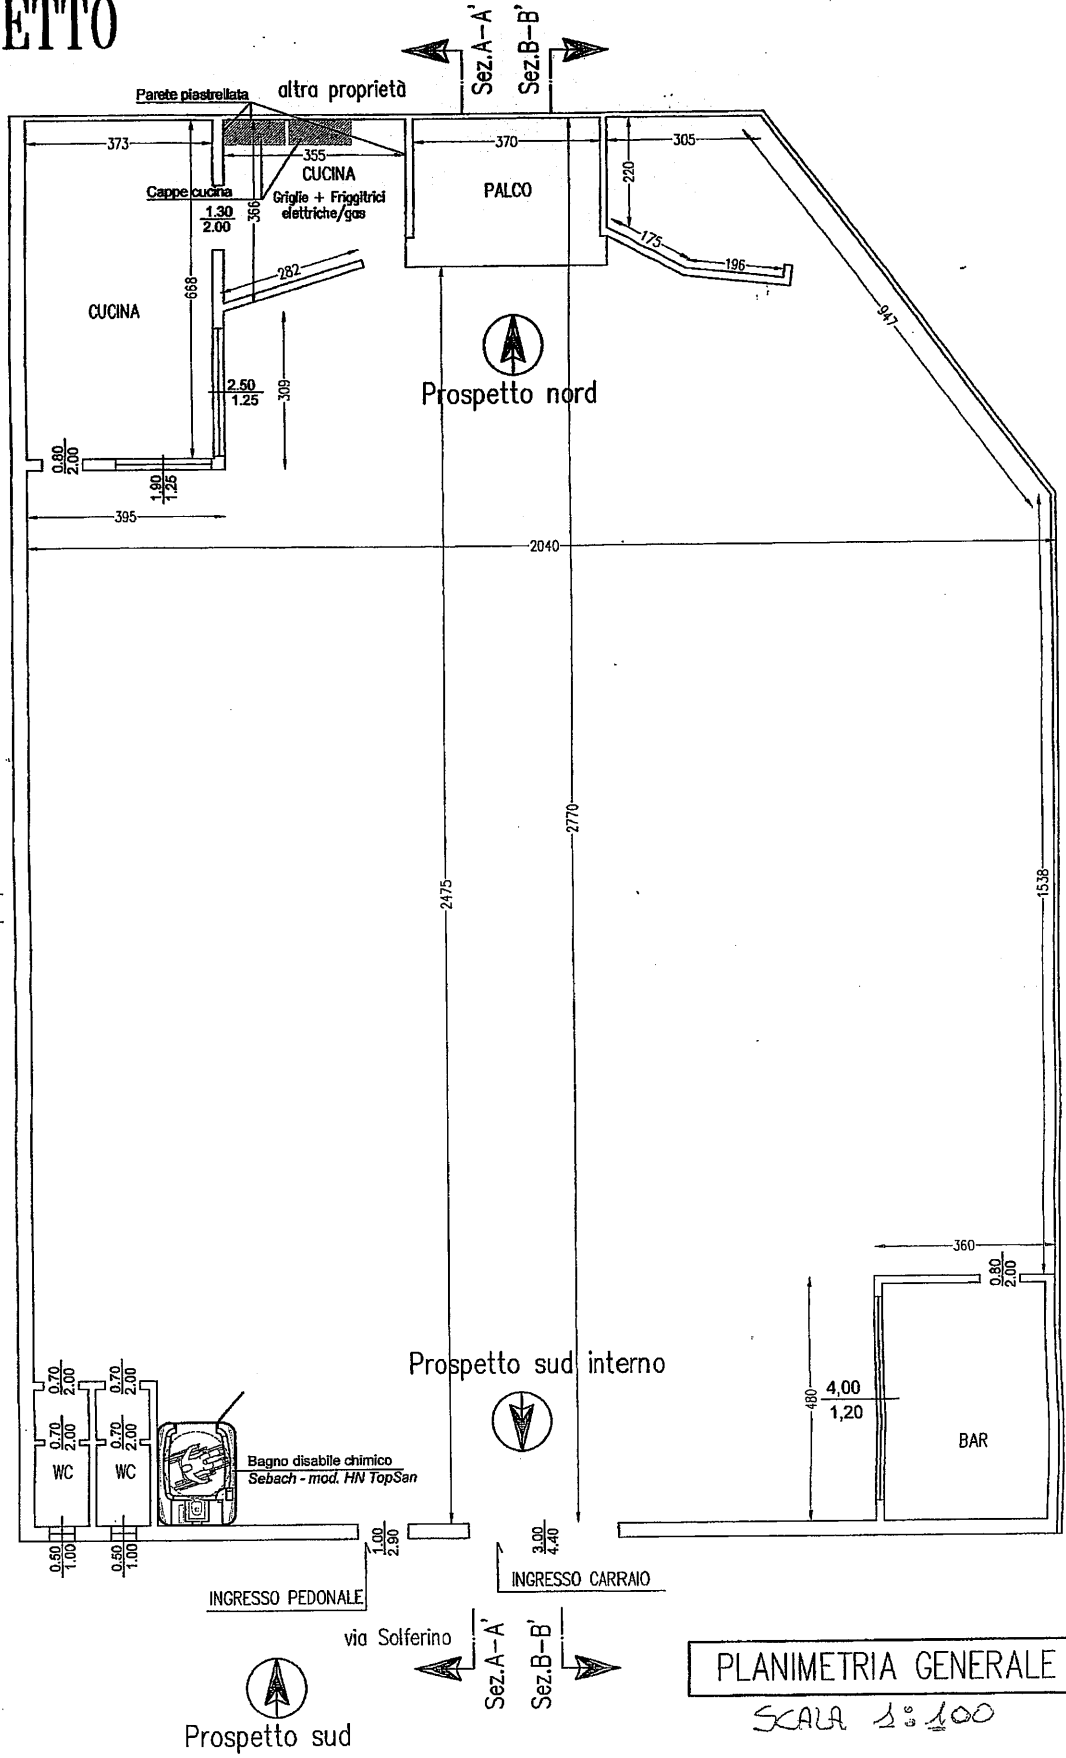 ETTO
Sez.A-A'
Sez.B-B'
Parete piastrellata
altra proprietà
373
355
370
305
CUCINA
PALCO
220
Cappe cucina
Griglie + Friggitrici
elettriche/gas
1.30
2.00
366
175
196
282
668
CUCINA
947
309
2.50
1.25
Prospetto nord
0.80
2.00
1.90
1.25
395
2040
2770
2475
1538
360
0.80
2.00
Prospetto sud interno
0.70
2.00
0.70
2.00
480
4,00
1,20
0.70
2.00
0.70
2.00
BAR
WC
WC
Bagno disabile chimico
Sebach - mod. HN TopSan
1.00
2.90
3.00
4.40
0.50
1.00
0.50
1.00
INGRESSO PEDONALE
INGRESSO CARRAIO
via Solferino
Sez.A-A'
Sez.B-B'
PLANIMETRIA GENERALE
SCALA 1:100
Prospetto sud